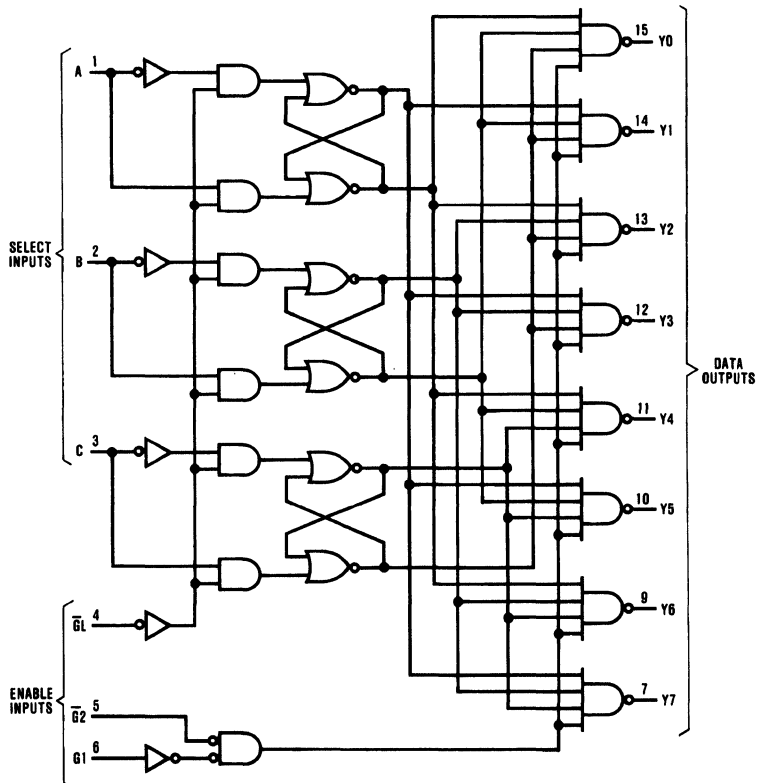 15 Y0
1
A
14 Y1
SELECT
INPUTS
2
B
13 Y2
12 Y3
DATA
OUTPUTS
11 Y4
3
C
10 Y5
4
G̅L̅
9 Y6
ENABLE
INPUTS
5
G̅2
7 Y7
6
G1